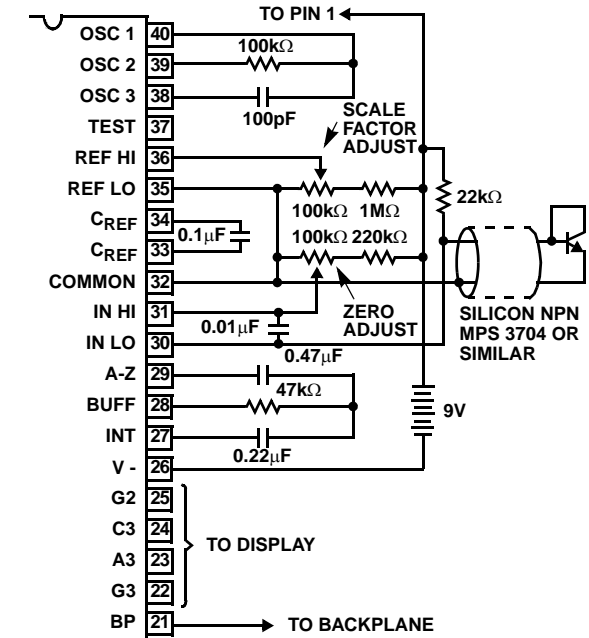 TO PIN 1
OSC 1 40
100kΩ
OSC 2 39
OSC 3 38
100pF
TEST 37
SCALE
FACTOR
ADJUST
REF HI 36
REF LO 35
22kΩ
100kΩ 1MΩ
CREF 34
0.1µF
100kΩ 220kΩ
CREF 33
COMMON 32
IN HI 31
0.01µF
ZERO
ADJUST
SILICON NPN
MPS 3704 OR
SIMILAR
IN LO 30
0.47µF
A-Z 29
47kΩ
BUFF 28
9V
INT 27
0.22µF
V - 26
G2 25
C3 24
TO DISPLAY
A3 23
G3 22
BP 21
TO BACKPLANE